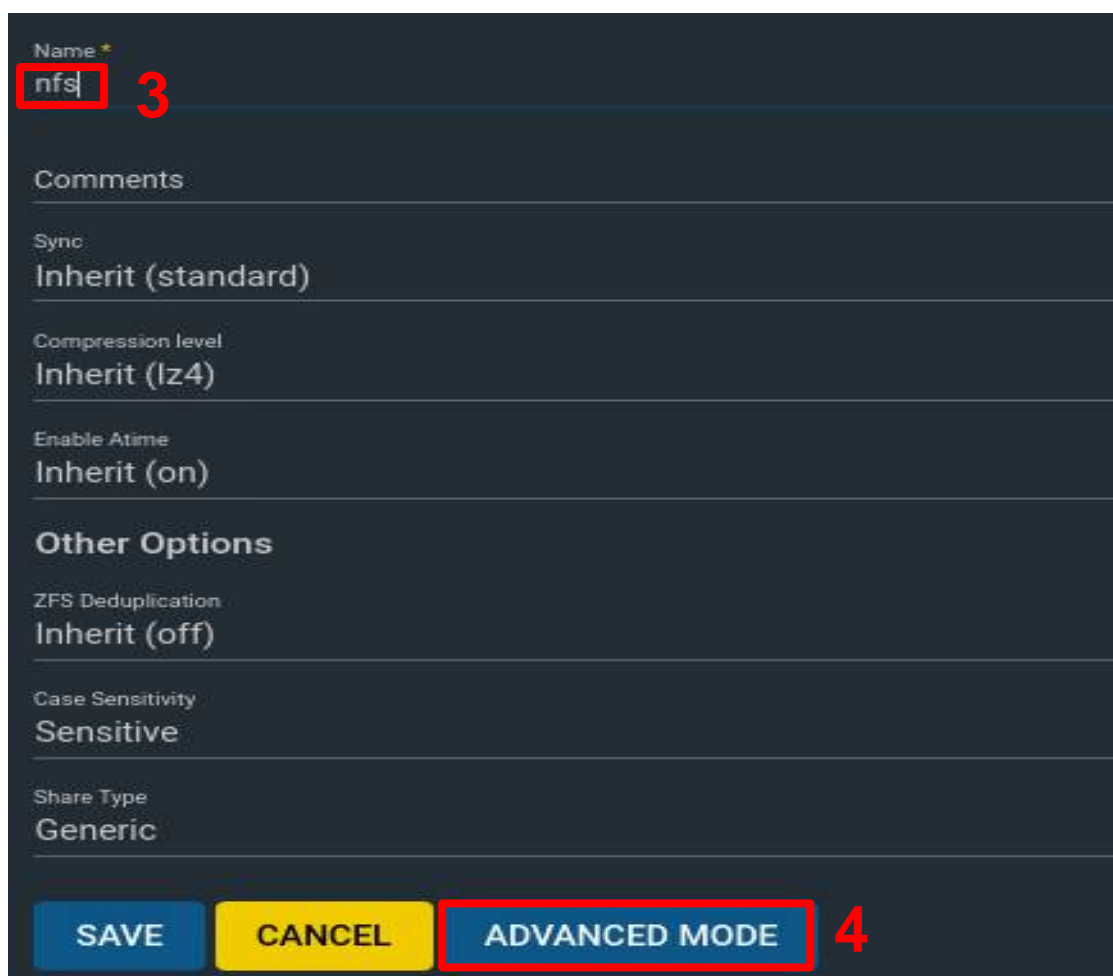 Name *
nfs 3
Comments
Sync
Inherit (standard)
Compression level
Inherit (lz4)
Enable Atime
Inherit (on)
Other Options
ZFS Deduplication
Inherit (off)
Case Sensitivity
Sensitive
Share Type
Generic
SAVE CANCEL ADVANCED MODE 4